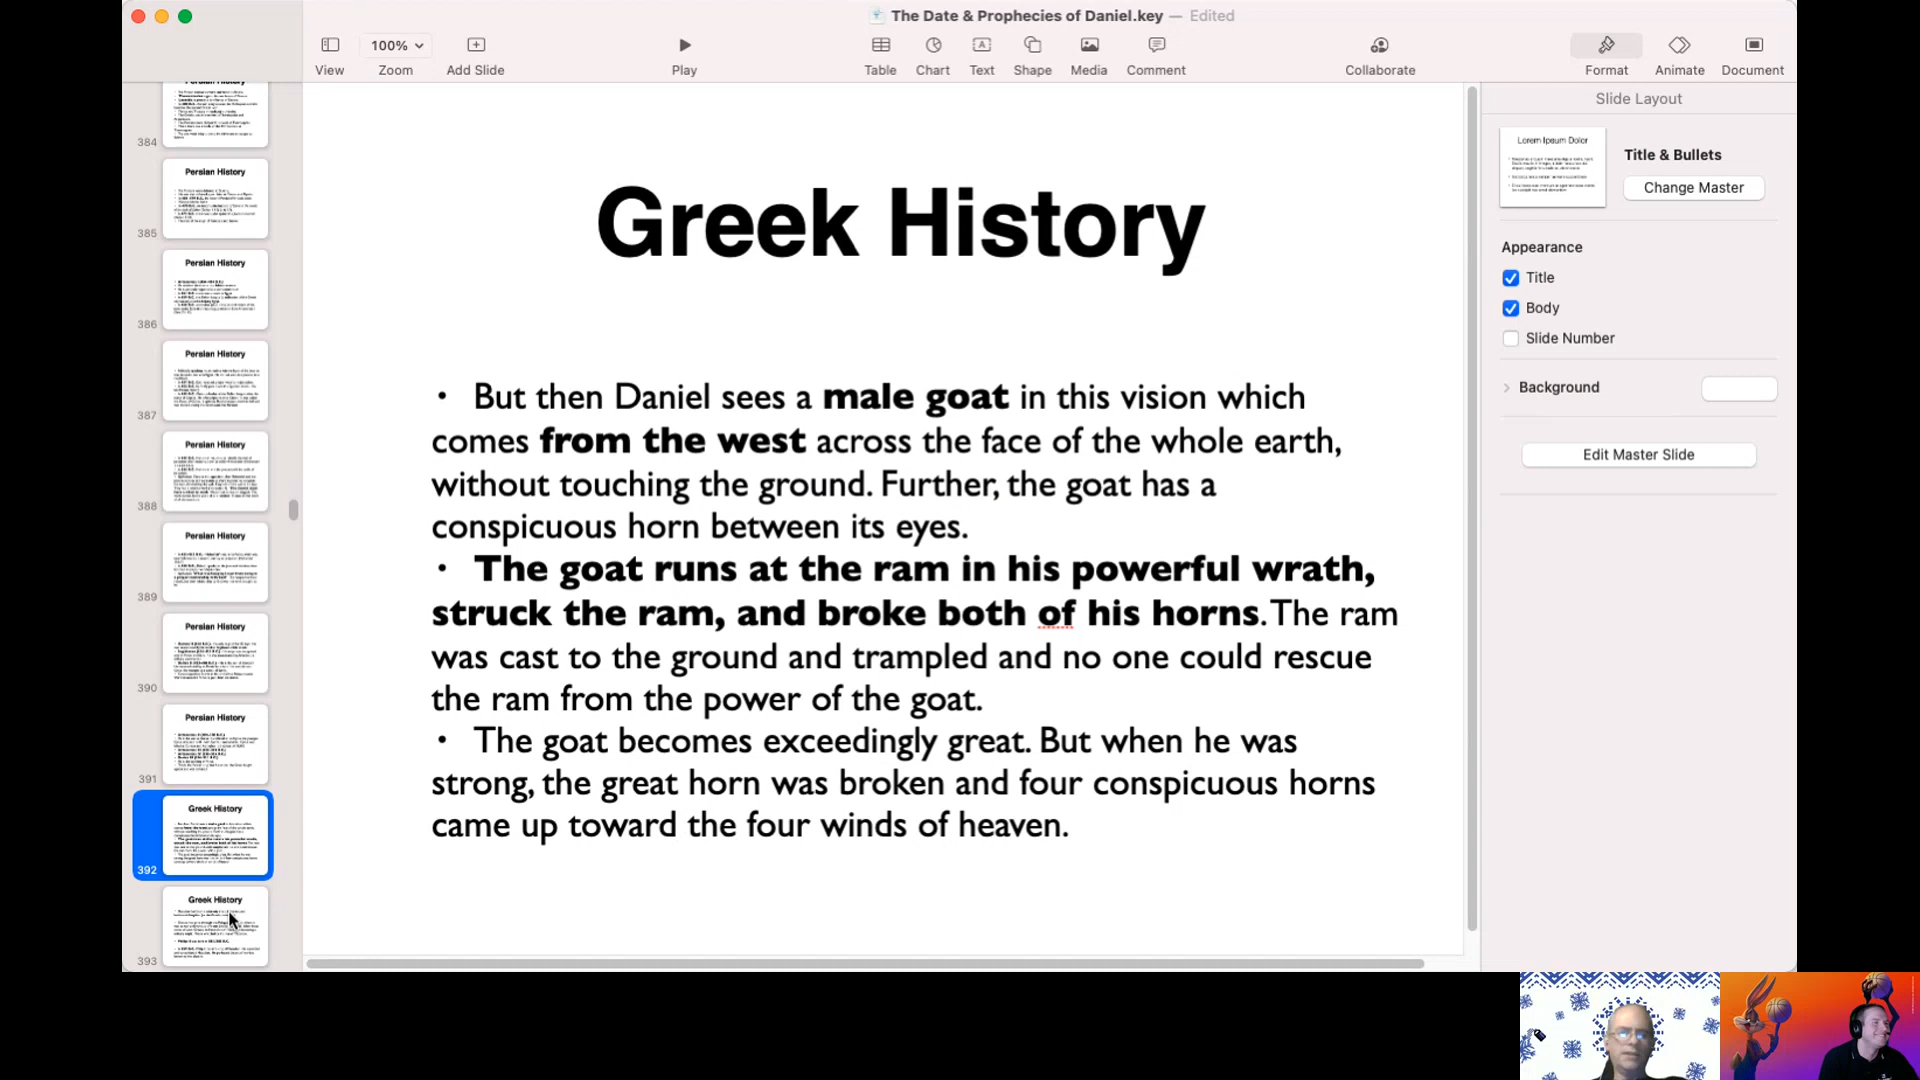 The Date & Prophecies of Daniel.key — Edited
100%
View Zoom Add Slide Play Table Chart Text Shape Media Comment Collaborate Format Animate Document
Persian History
384
Persian History
385
Persian History
386
Persian History
387
Persian History
388
Persian History
389
Persian History
390
Persian History
391
Greek History
392
Greek History
393
Greek History
• But then Daniel sees a male goat in this vision which
comes from the west across the face of the whole earth,
without touching the ground. Further, the goat has a
conspicuous horn between its eyes.
• The goat runs at the ram in his powerful wrath,
struck the ram, and broke both of his horns. The ram
was cast to the ground and trampled and no one could rescue
the ram from the power of the goat.
• The goat becomes exceedingly great. But when he was
strong, the great horn was broken and four conspicuous horns
came up toward the four winds of heaven.
Slide Layout
Lorem Ipsum Dolor
Title & Bullets
Change Master
Appearance
Title
Body
Slide Number
Background
Edit Master Slide